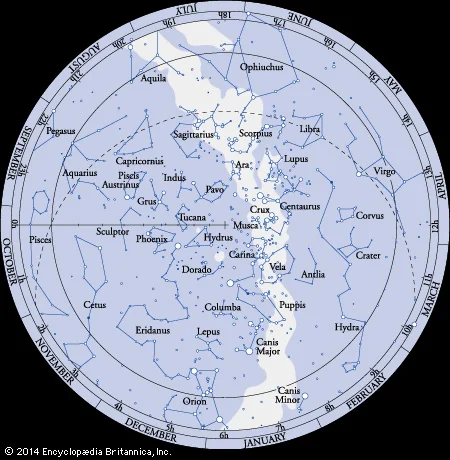 JULY
18h
JUNE
19h
17h
AUGUST
20h
16h
21h
15h
MAY
22h
14h
SEPTEMBER
23h
13h
APRIL
Ophiuchus
Aquila
Pegasus
Sagittarius
Scorpius
Libra
Capricornus
Ara
Lupus
Virgo
Aquarius
Piscis
Austrinus
Indus
Pavo
Grus
Crux
Centaurus
Tucana
Corvus
0h
Musca
12h
Sculptor
Pisces
Phoenix
Hydrus
Carina
Crater
OCTOBER
Dorado
Vela
Antlia
1h
11h
MARCH
Cetus
Columba
Puppis
Eridanus
Lepus
Hydra
2h
10h
Canis
Major
NOVEMBER
3h
9h
FEBRUARY
Orion
Canis
Minor
4h
8h
DECEMBER
5h
7h
6h
JANUARY
© 2014 Encyclopædia Britannica, Inc.